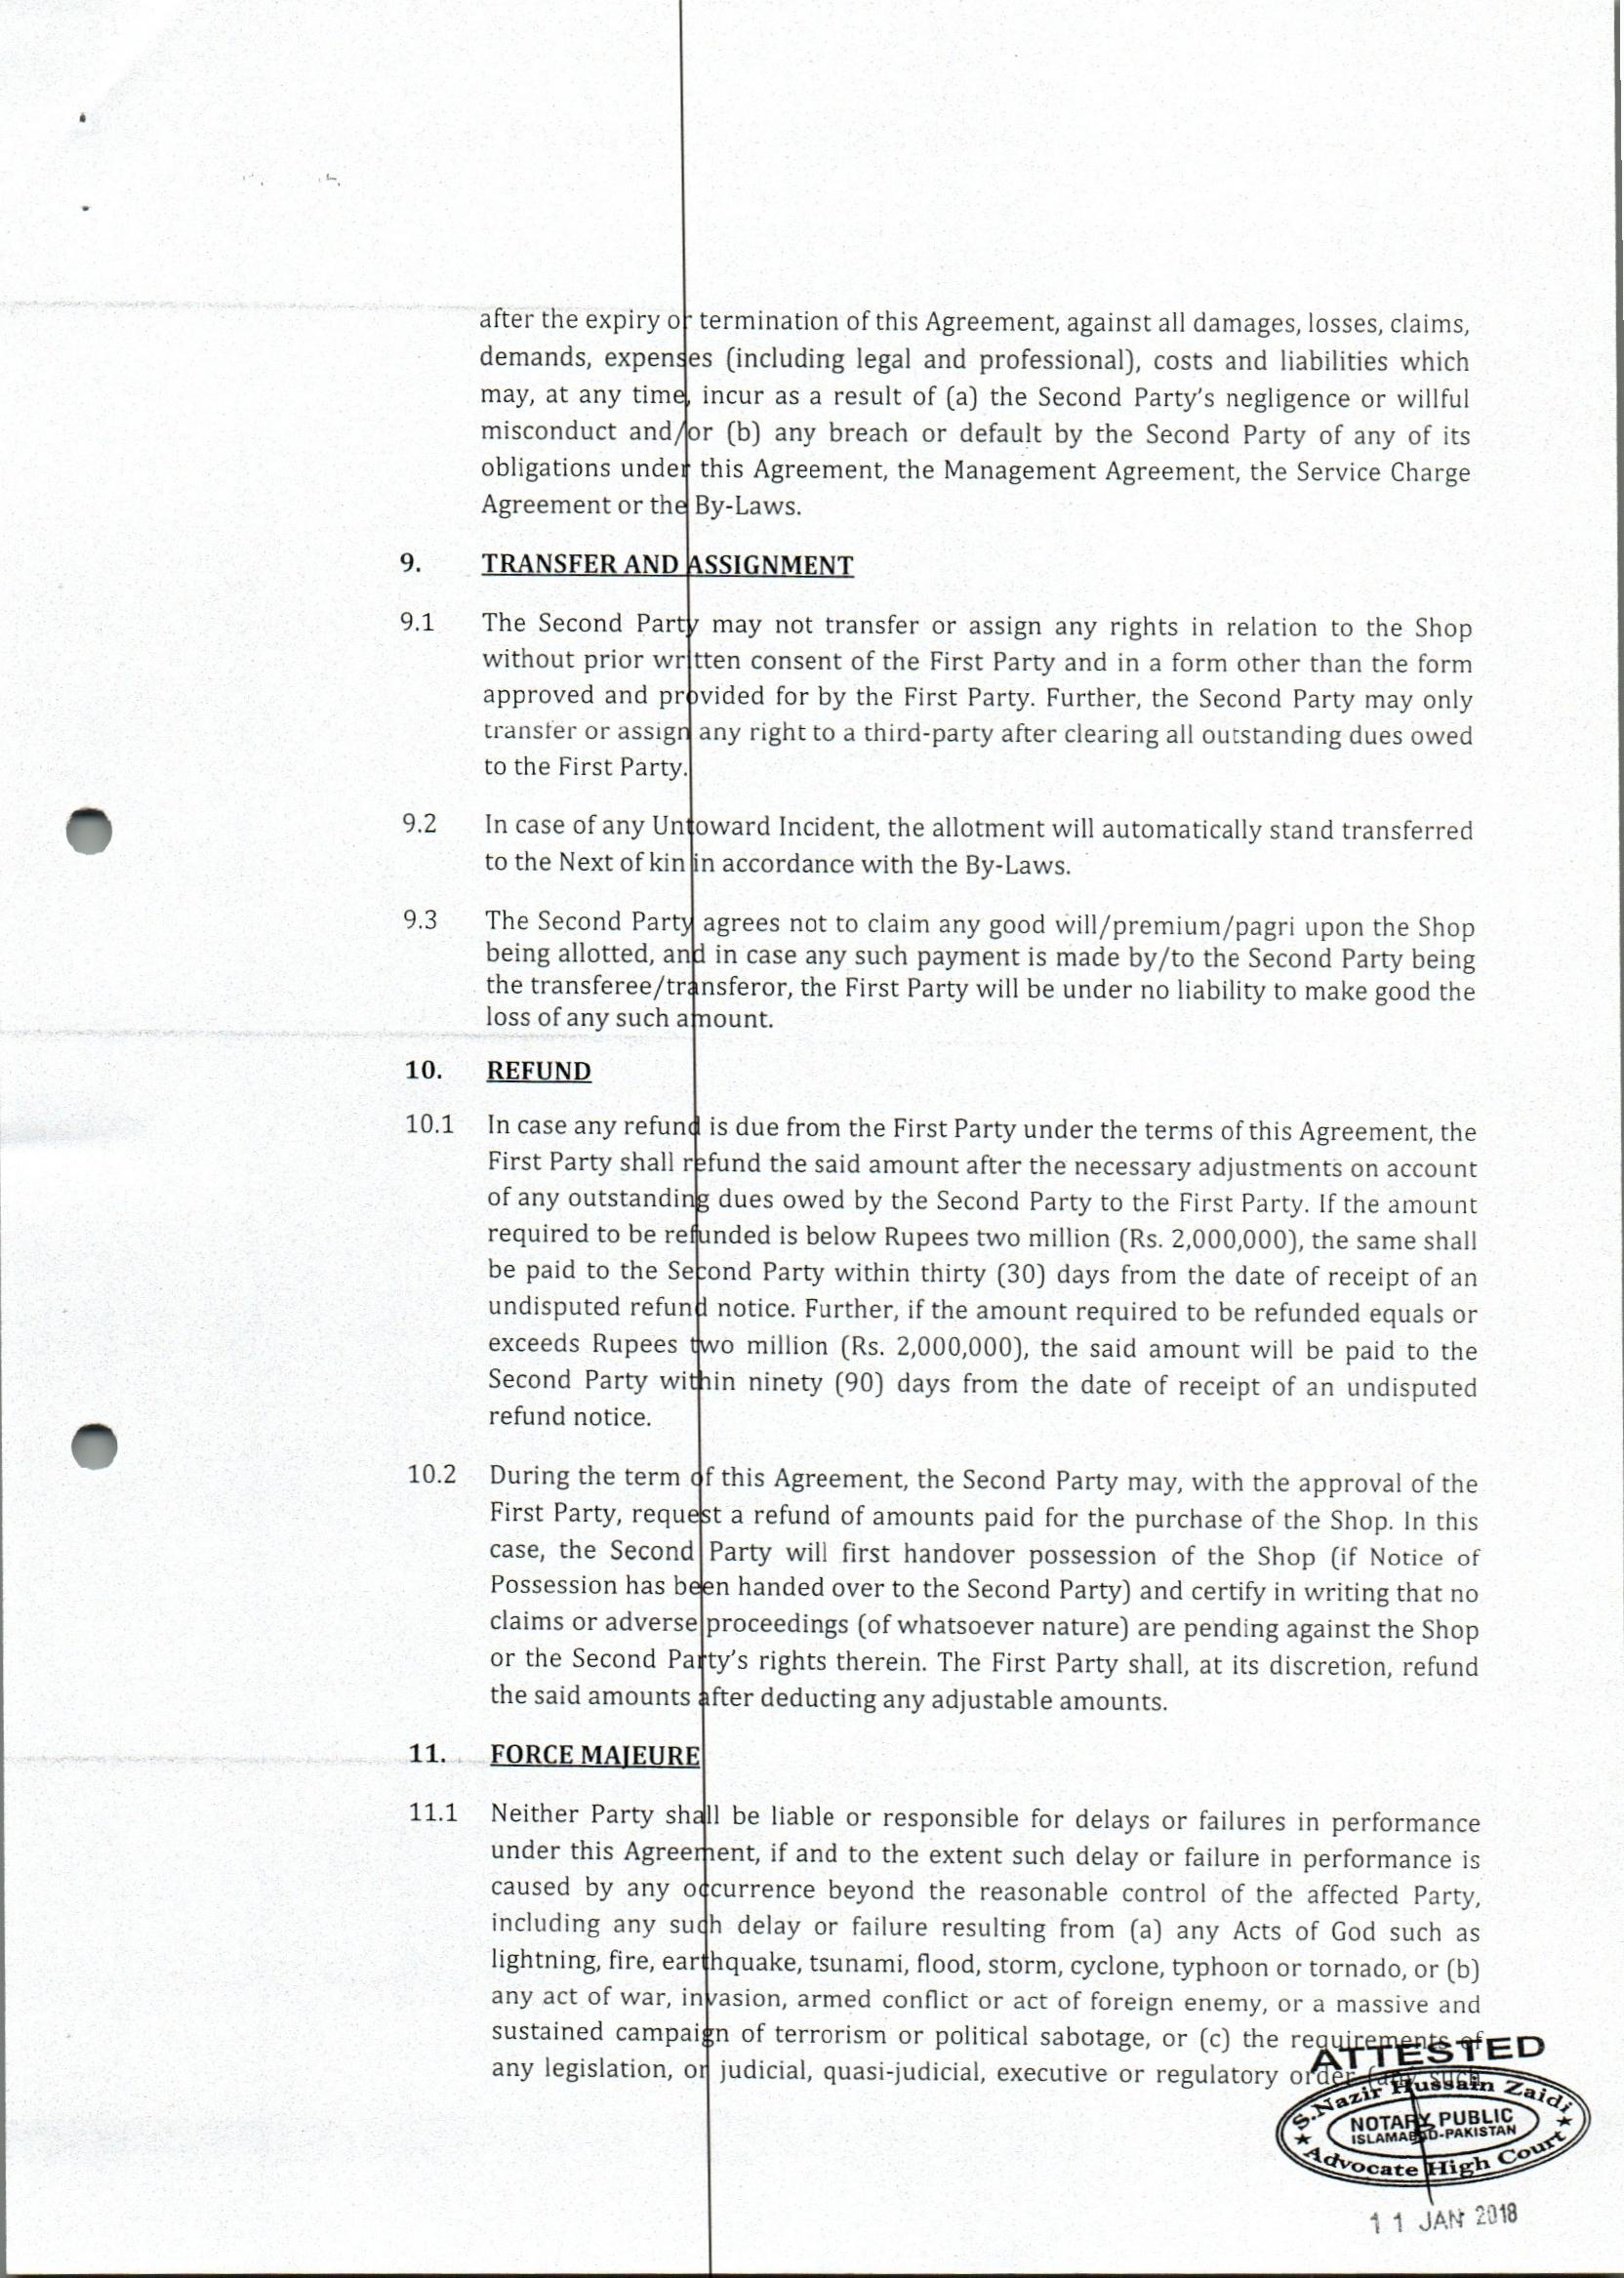 after the expiry or termination of this Agreement, against all damages, losses, claims,
demands, expenses (including legal and professional), costs and liabilities which
may, at any time, incur as a result of (a) the Second Party's negligence or willful
misconduct and/or (b) any breach or default by the Second Party of any of its
obligations under this Agreement, the Management Agreement, the Service Charge
Agreement or the By-Laws.
9. TRANSFER AND ASSIGNMENT
9.1 The Second Party may not transfer or assign any rights in relation to the Shop
without prior written consent of the First Party and in a form other than the form
approved and provided for by the First Party. Further, the Second Party may only
transfer or assign any right to a third-party after clearing all outstanding dues owed
to the First Party.
9.2 In case of any Untoward Incident, the allotment will automatically stand transferred
to the Next of kin in accordance with the By-Laws.
9.3 The Second Party agrees not to claim any good will/premium/pagri upon the Shop
being allotted, and in case any such payment is made by/to the Second Party being
the transferee/transferor, the First Party will be under no liability to make good the
loss of any such amount.
10. REFUND
10.1 In case any refund is due from the First Party under the terms of this Agreement, the
First Party shall refund the said amount after the necessary adjustments on account
of any outstanding dues owed by the Second Party to the First Party. If the amount
required to be refunded is below Rupees two million (Rs. 2,000,000), the same shall
be paid to the Second Party within thirty (30) days from the date of receipt of an
undisputed refund notice. Further, if the amount required to be refunded equals or
exceeds Rupees two million (Rs. 2,000,000), the said amount will be paid to the
Second Party within ninety (90) days from the date of receipt of an undisputed
refund notice.
10.2 During the term of this Agreement, the Second Party may, with the approval of the
First Party, request a refund of amounts paid for the purchase of the Shop. In this
case, the Second Party will first handover possession of the Shop (if Notice of
Possession has been handed over to the Second Party) and certify in writing that no
claims or adverse proceedings (of whatsoever nature) are pending against the Shop
or the Second Party's rights therein. The First Party shall, at its discretion, refund
the said amounts after deducting any adjustable amounts.
11. FORCE MAJEURE
11.1 Neither Party shall be liable or responsible for delays or failures in performance
under this Agreement, if and to the extent such delay or failure in performance is
caused by any occurrence beyond the reasonable control of the affected Party,
including any such delay or failure resulting from (a) any Acts of God such as
lightning, fire, earthquake, tsunami, flood, storm, cyclone, typhoon or tornado, or (b)
any act of war, invasion, armed conflict or act of foreign enemy, or a massive and
sustained campaign of terrorism or political sabotage, or (c) the requirements of
any legislation, or judicial, quasi-judicial, executive or regulatory order (any such
ATTESTED
S.Nazir Hussain Zaidi
NOTARY PUBLIC
ISLAMABAD-PAKISTAN
Advocate High Court
11 JAN 2018